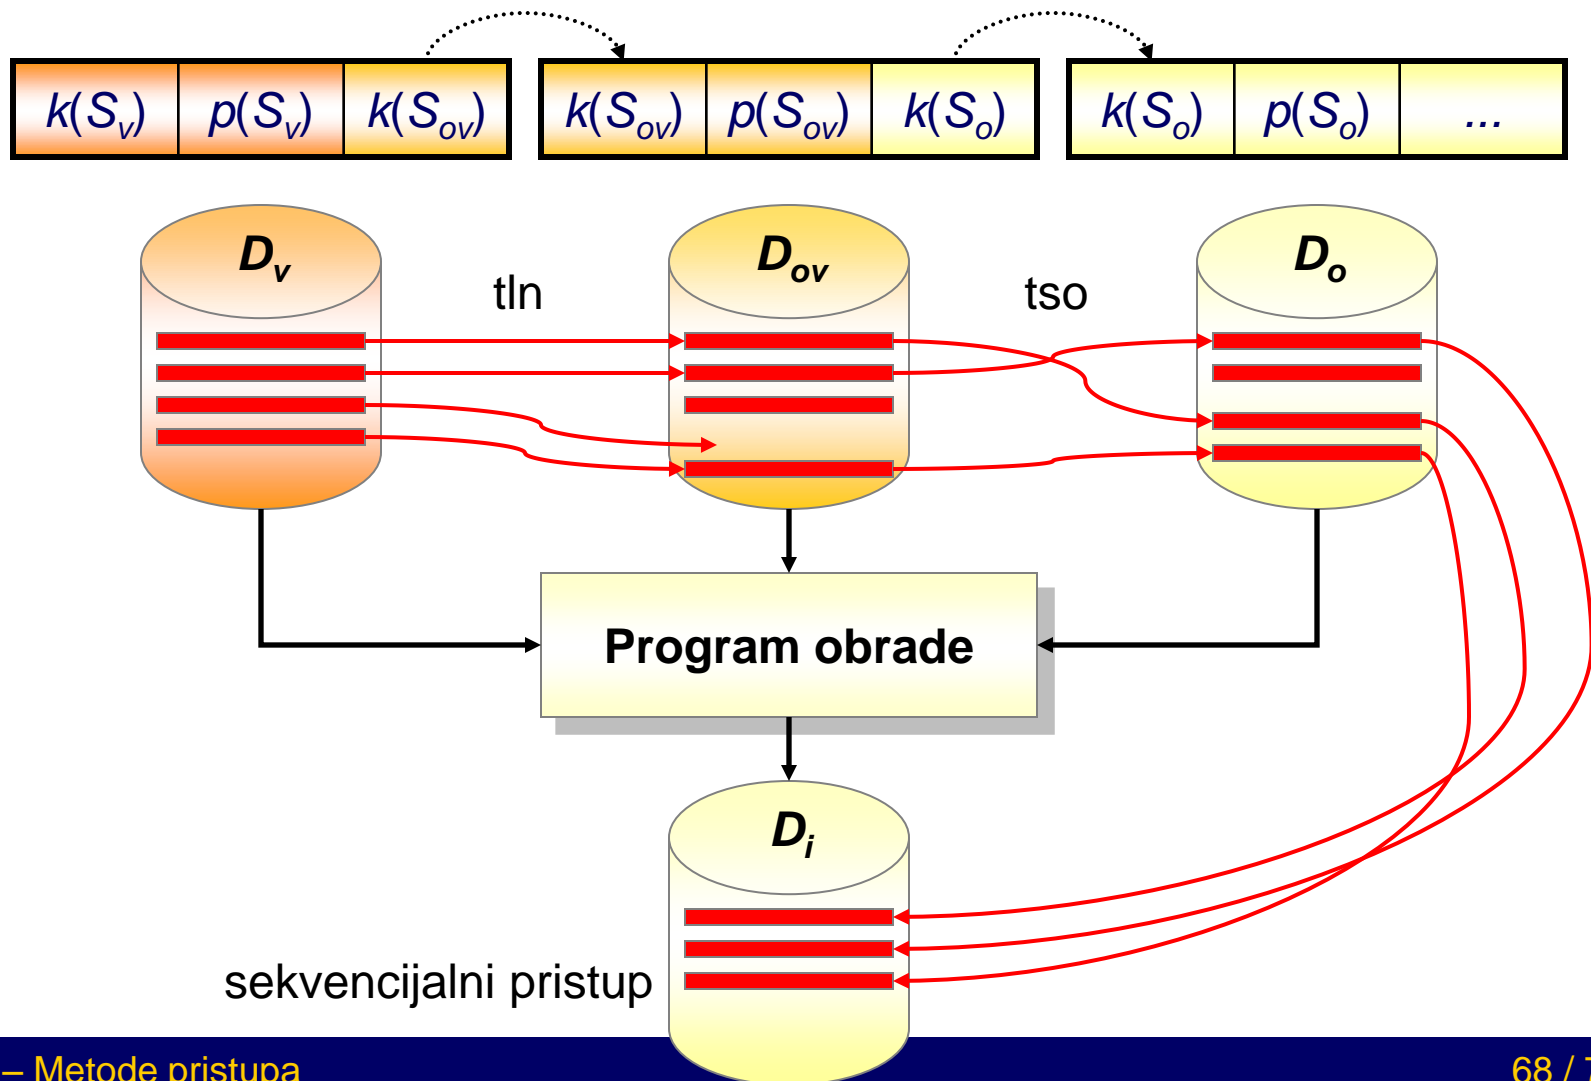 k(Sv) p(Sv) k(Sov) k(Sov) p(Sov) k(So) k(So) p(So) ...
Dv Dov Do
tln tso
Program obrade
Di
sekvencijalni pristup
– Metode pristupa 68 / 7